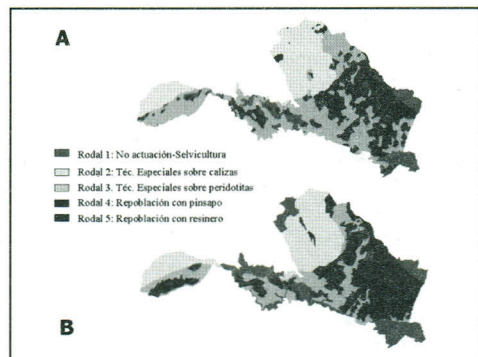 A
Rodal 1: No actuación-Selvicultura
Rodal 2: Téc. Especiales sobre calizas
Rodal 3. Téc. Especiales sobre peridotitas
Rodal 4: Repoblación con pinsapo
Rodal 5: Repoblación con resinero
B